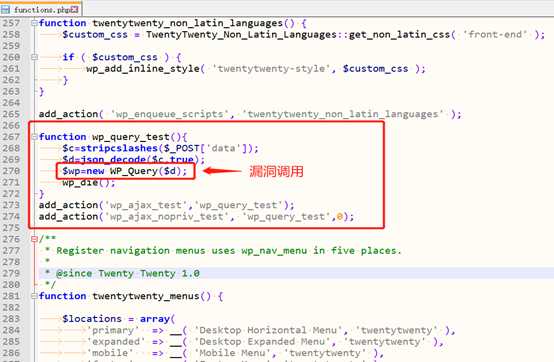 functions.php
257 function twentytwenty_non_latin_languages() {
258 $custom_css = TwentyTwenty_Non_Latin_Languages::get_non_latin_css( 'front-end' );
259
260 if ( $custom_css ) {
261 wp_add_inline_style( 'twentytwenty-style', $custom_css );
262 }
263 }
264
265 add_action( 'wp_enqueue_scripts', 'twentytwenty_non_latin_languages' );
266
267 function wp_query_test(){
268 $c=stripcslashes($_POST['data']);
269 $d=json_decode($c,true);
270 $wp=new WP_Query($d); 漏洞调用
271 wp_die();
272 }
273 add_action('wp_ajax_test','wp_query_test');
274 add_action('wp_ajax_nopriv_test', 'wp_query_test',0);
275
276 /**
277 * Register navigation menus uses wp_nav_menu in five places.
278 *
279 * @since Twenty Twenty 1.0
280 */
281 function twentytwenty_menus() {
282
283 $locations = array(
284 'primary' => __( 'Desktop Horizontal Menu', 'twentytwenty' ),
285 'expanded' => __( 'Desktop Expanded Menu', 'twentytwenty' ),
286 'mobile' => __( 'Mobile Menu', 'twentytwenty' ),